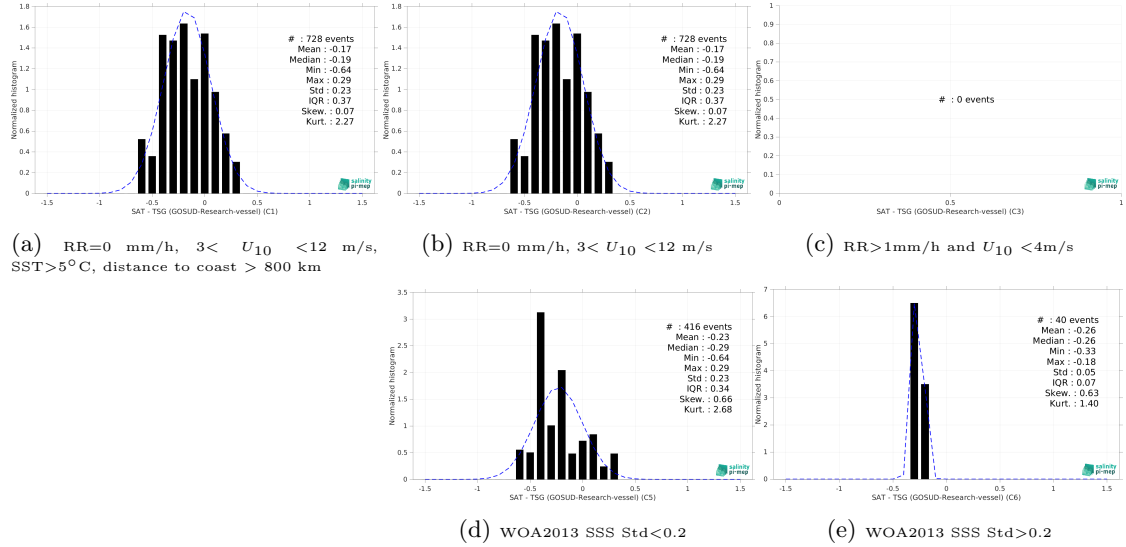 1.8
1.6
1.4
1.2
1
0.8
0.6
0.4
0.2
0
Normalized histogram
# : 728 events
Mean : -0.17
Median : -0.19
Min : -0.64
Max : 0.29
Std : 0.23
IQR : 0.37
Skew. : 0.07
Kurt. : 2.27
salinity
pi-mep
-1.5 -1 -0.5 0 0.5 1 1.5
SAT - TSG (GOSUD-Research-vessel) (C1)
(a) RR=0 mm/h, 3< U10 <12 m/s,
SST>5°C, distance to coast > 800 km
1.8
1.6
1.4
1.2
1
0.8
0.6
0.4
0.2
0
Normalized histogram
# : 728 events
Mean : -0.17
Median : -0.19
Min : -0.64
Max : 0.29
Std : 0.23
IQR : 0.37
Skew. : 0.07
Kurt. : 2.27
salinity
pi-mep
-1.5 -1 -0.5 0 0.5 1 1.5
SAT - TSG (GOSUD-Research-vessel) (C2)
(b) RR=0 mm/h, 3< U10 <12 m/s
1
0.9
0.8
0.7
0.6
0.5
0.4
0.3
0.2
0.1
0
Normalized histogram
# : 0 events
salinity
pi-mep
0 0.5 1
SAT - TSG (GOSUD-Research-vessel) (C3)
(c) RR>1mm/h and U10 <4m/s
3.5
3
2.5
2
1.5
1
0.5
0
Normalized histogram
# : 416 events
Mean : -0.23
Median : -0.29
Min : -0.64
Max : 0.29
Std : 0.23
IQR : 0.34
Skew. : 0.66
Kurt. : 2.68
salinity
pi-mep
-1.5 -1 -0.5 0 0.5 1 1.5
SAT - TSG (GOSUD-Research-vessel) (C5)
(d) WOA2013 SSS Std<0.2
7
6
5
4
3
2
1
0
Normalized histogram
# : 40 events
Mean : -0.26
Median : -0.26
Min : -0.33
Max : -0.18
Std : 0.05
IQR : 0.07
Skew. : 0.63
Kurt. : 1.40
salinity
pi-mep
-1.5 -1 -0.5 0 0.5 1 1.5
SAT - TSG (GOSUD-Research-vessel) (C6)
(e) WOA2013 SSS Std>0.2